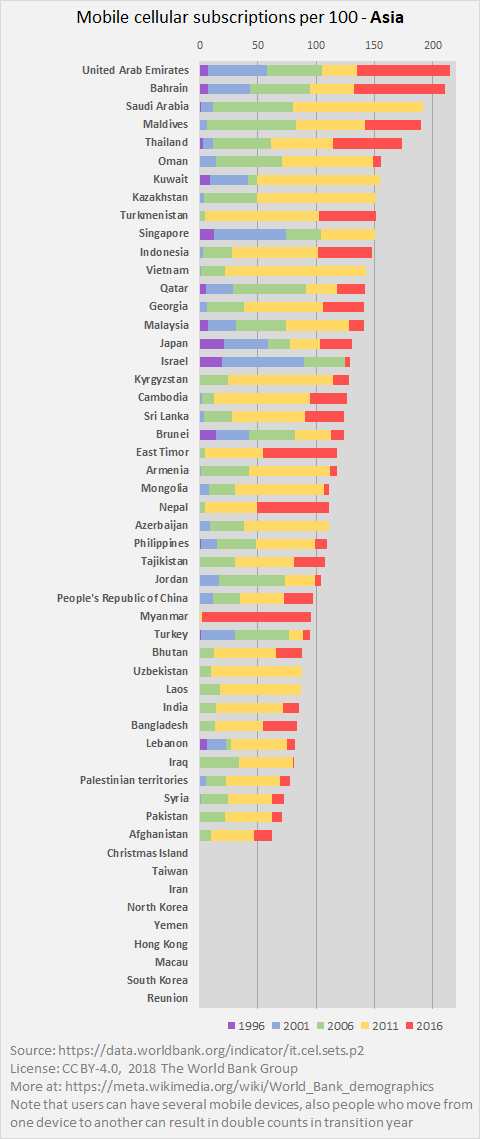 Mobile cellular subscriptions per 100 - Asia
0 50 100 150 200
United Arab Emirates
Bahrain
Saudi Arabia
Maldives
Thailand
Oman
Kuwait
Kazakhstan
Turkmenistan
Singapore
Indonesia
Vietnam
Qatar
Georgia
Malaysia
Japan
Israel
Kyrgyzstan
Cambodia
Sri Lanka
Brunei
East Timor
Armenia
Mongolia
Nepal
Azerbaijan
Philippines
Tajikistan
Jordan
People's Republic of China
Myanmar
Turkey
Bhutan
Uzbekistan
Laos
India
Bangladesh
Lebanon
Iraq
Palestinian territories
Syria
Pakistan
Afghanistan
Christmas Island
Taiwan
Iran
North Korea
Yemen
Hong Kong
Macau
South Korea
Reunion
1996 2001 2006 2011 2016
Source: https://data.worldbank.org/indicator/it.cel.sets.p2
License: CC BY-4.0, 2018 The World Bank Group
More at: https://meta.wikimedia.org/wiki/World_Bank_demographics
Note that users can have several mobile devices, also people who move from
one device to another can result in double counts in transition year